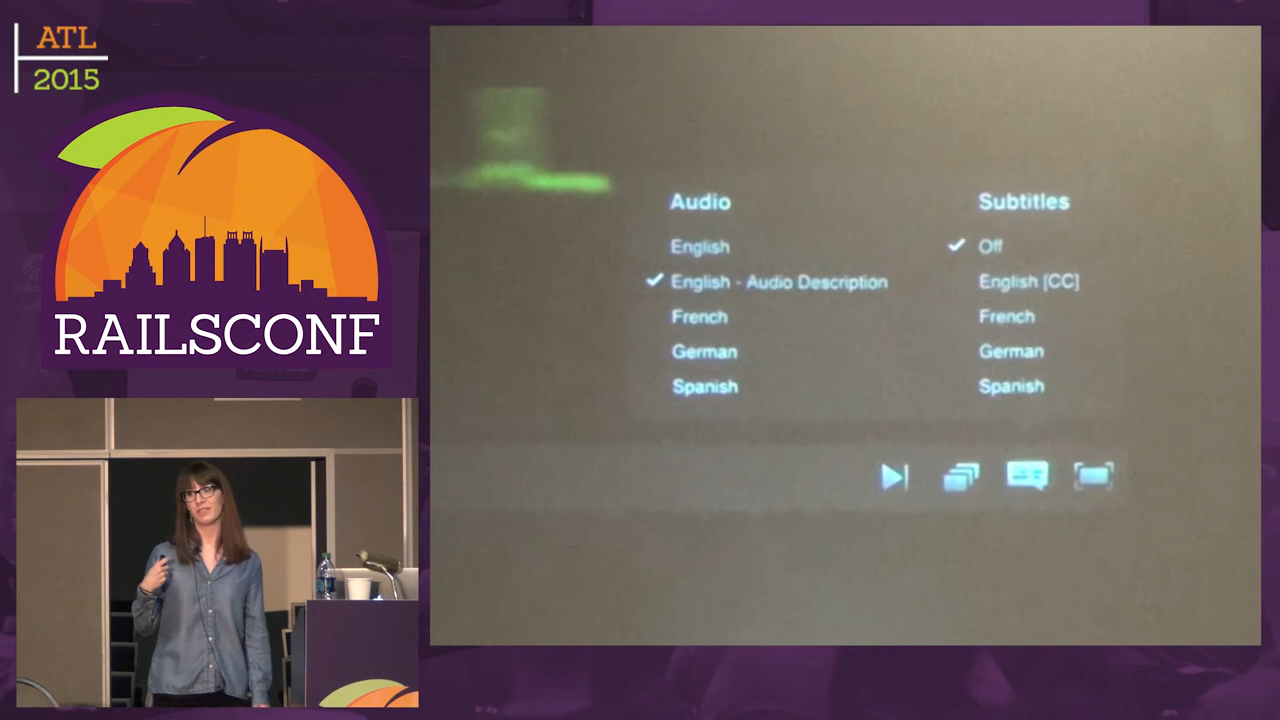 ATL
2015
RAILSCONF
Audio
English
English - Audio Description
French
German
Spanish
Subtitles
Off
English [CC]
French
German
Spanish